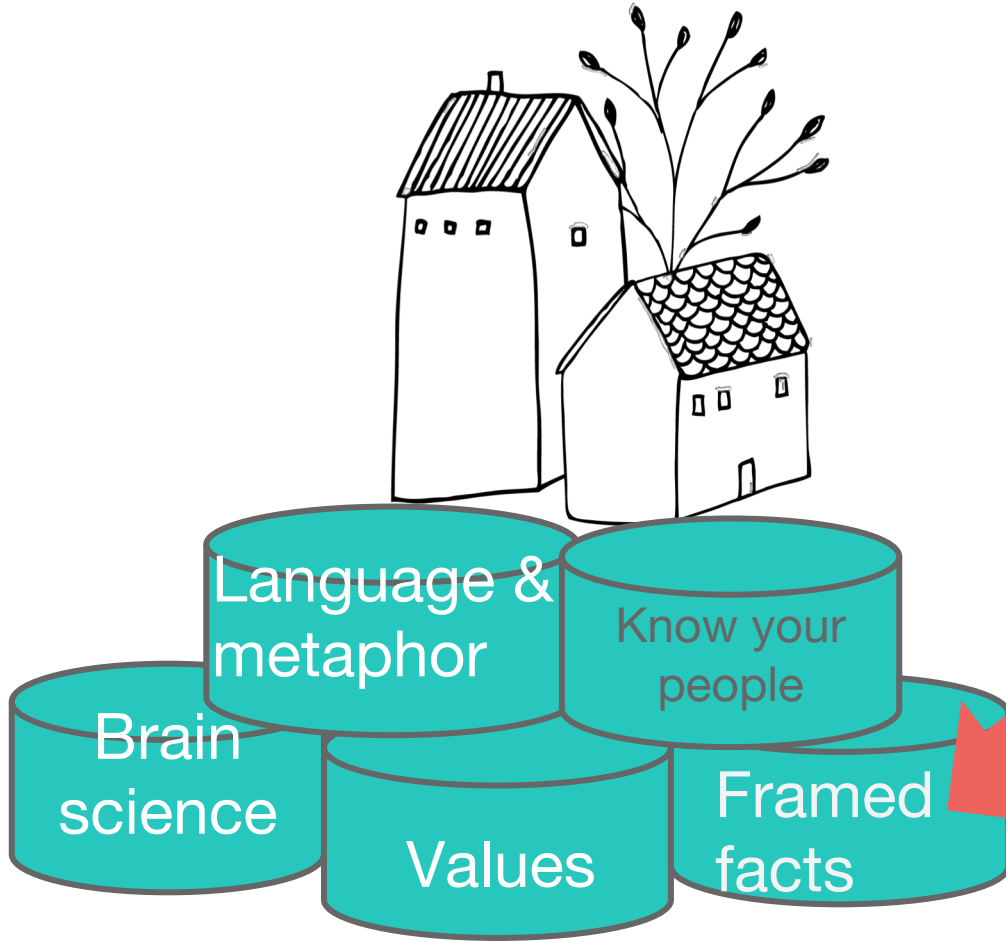 Language &
metaphor
Know your
people
Brain
science
Values
Framed
facts